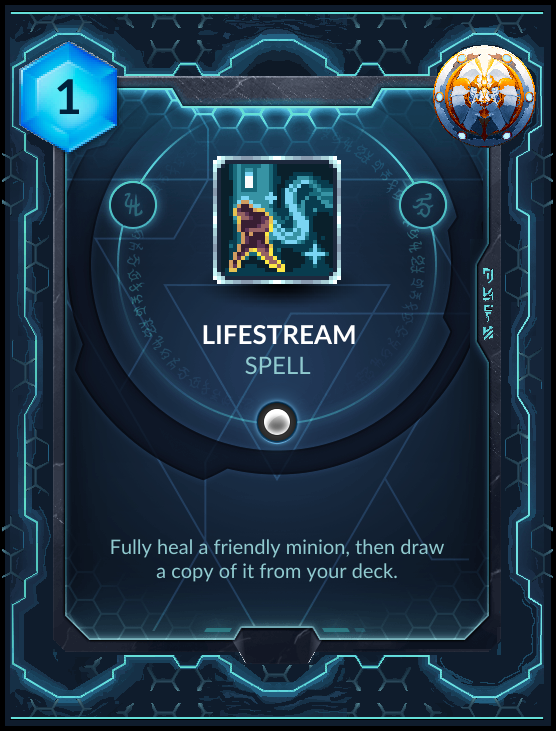 1
LIFESTREAM
SPELL
Fully heal a friendly minion, then draw
a copy of it from your deck.